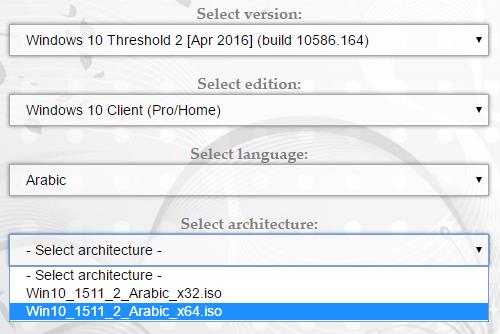 Select version:
Windows 10 Threshold 2 [Apr 2016] (build 10586.164)
Select edition:
Windows 10 Client (Pro/Home)
Select language:
Arabic
Select architecture:
- Select architecture -
- Select architecture -
Win10_1511_2_Arabic_x32.iso
Win10_1511_2_Arabic_x64.iso